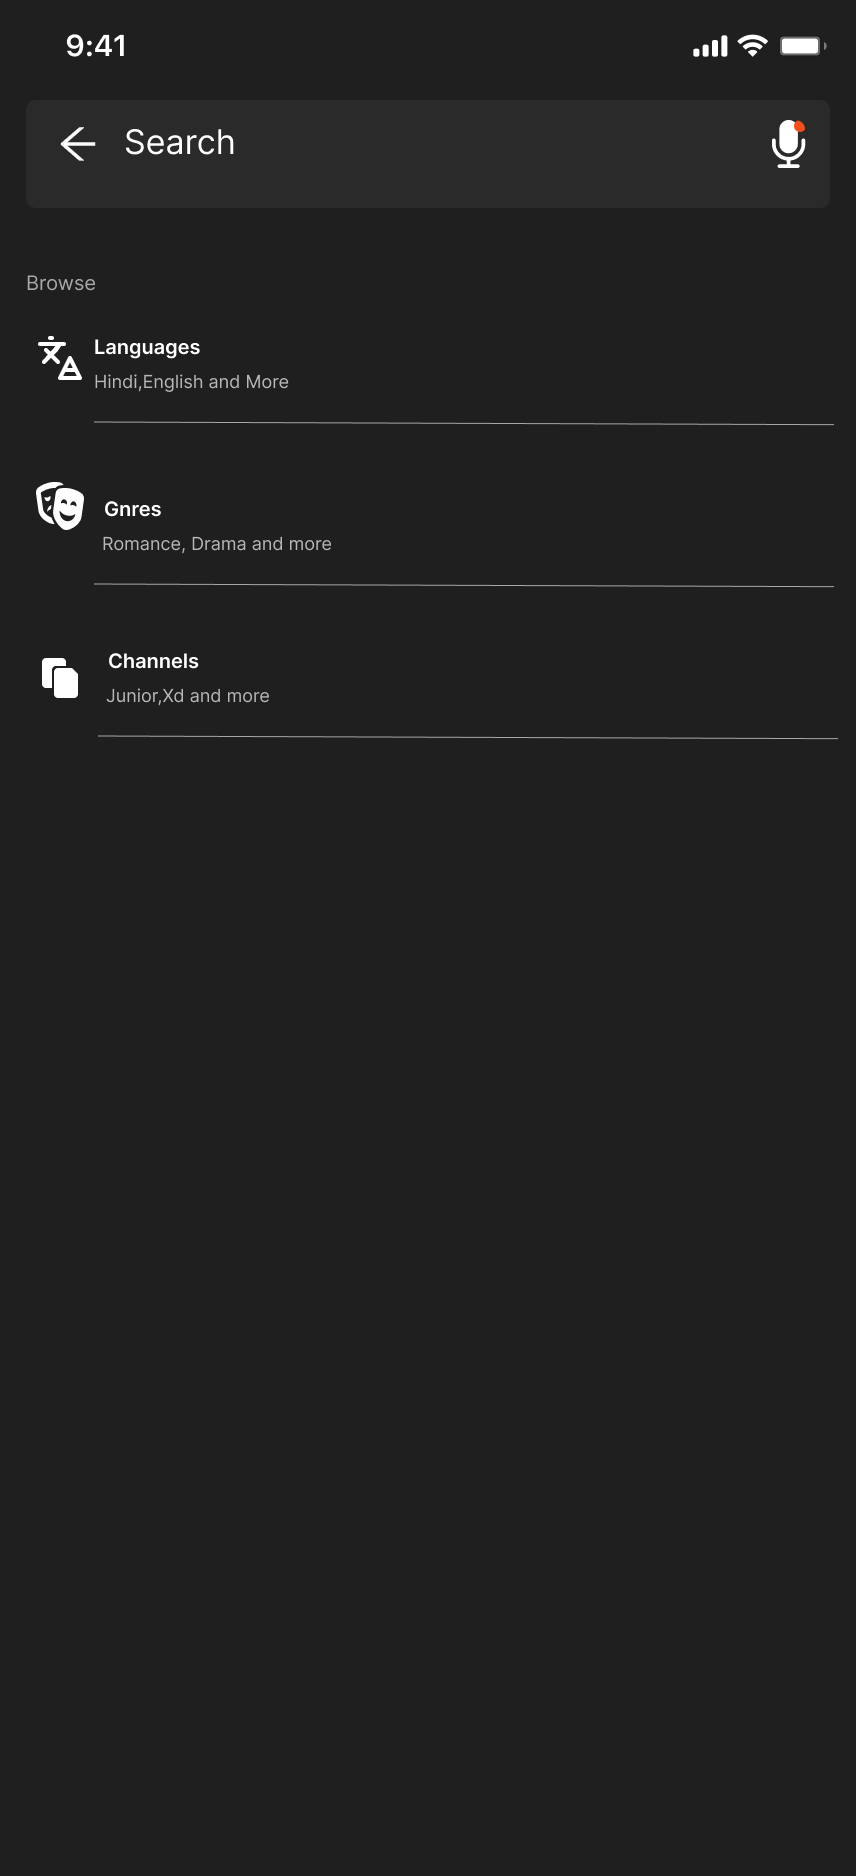 9:41
Search
Browse
Languages
Hindi,English and More
Gnres
Romance, Drama and more
Channels
Junior,Xd and more